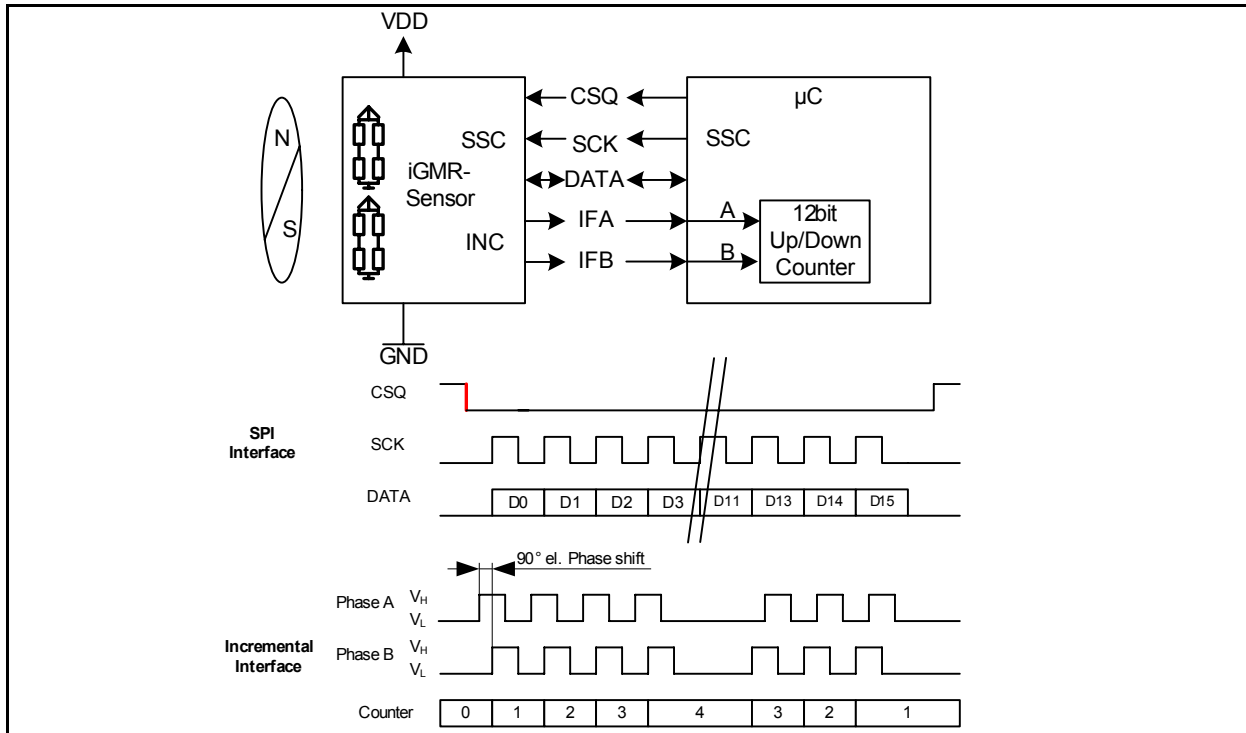 VDD
CSQ
µC
N
SSC
SCK
SSC
iGMR-
Sensor
DATA
S
IFA
A
12bit
Up/Down
Counter
INC
IFB
B
GND
CSQ
SPI
Interface
SCK
DATA
D0 D1 D2 D3 D11 D13 D14 D15
90° el. Phase shift
Phase A VH
VL
Incremental
Interface
Phase B VH
VL
Counter 0 1 2 3 4 3 2 1